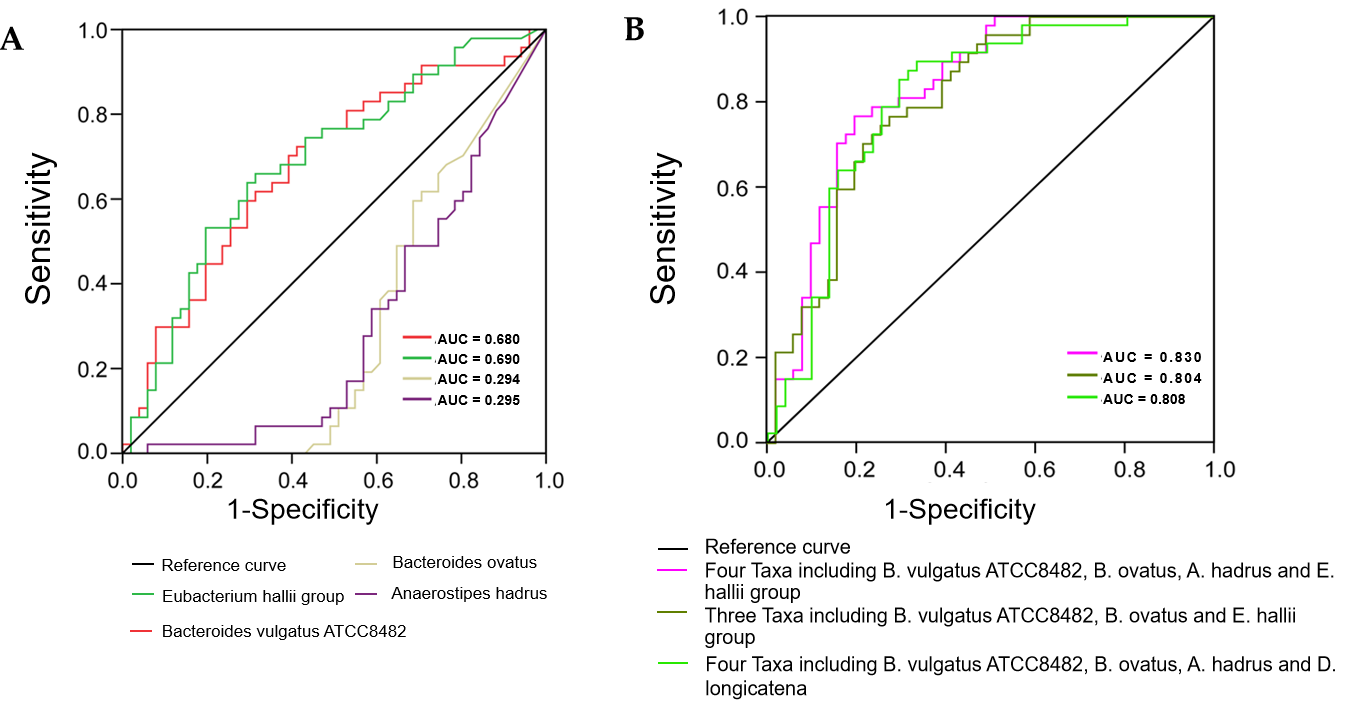 A
1.0
0.8
0.6
0.4
0.2
0.0
Sensitivity
AUC = 0.680
AUC = 0.690
AUC = 0.294
AUC = 0.295
0.0 0.2 0.4 0.6 0.8 1.0
1-Specificity
Reference curve
Eubacterium hallii group
Bacteroides vulgatus ATCC8482
Bacteroides ovatus
Anaerostipes hadrus
B
1.0
0.8
0.6
0.4
0.2
0.0
Sensitivity
AUC = 0.830
AUC = 0.804
AUC = 0.808
0.0 0.2 0.4 0.6 0.8 1.0
1-Specificity
Reference curve
Four Taxa including B. vulgatus ATCC8482, B. ovatus, A. hadrus and E.
hallii group
Three Taxa including B. vulgatus ATCC8482, B. ovatus and E. hallii
group
Four Taxa including B. vulgatus ATCC8482, B. ovatus, A. hadrus and D.
longicatena